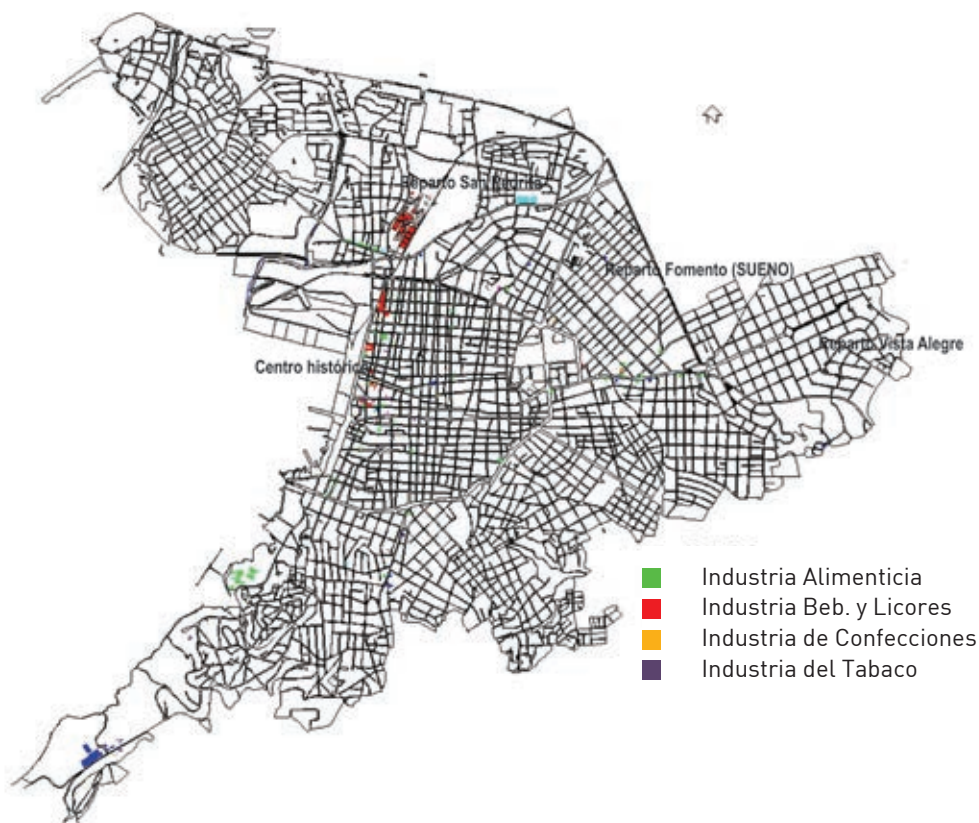 Reparto San Pedrito
Reparto Fomento (SUENO)
Reparto Vista Alegre
Centro histórico
Industria Alimenticia
Industria Beb. y Licores
Industria de Confecciones
Industria del Tabaco